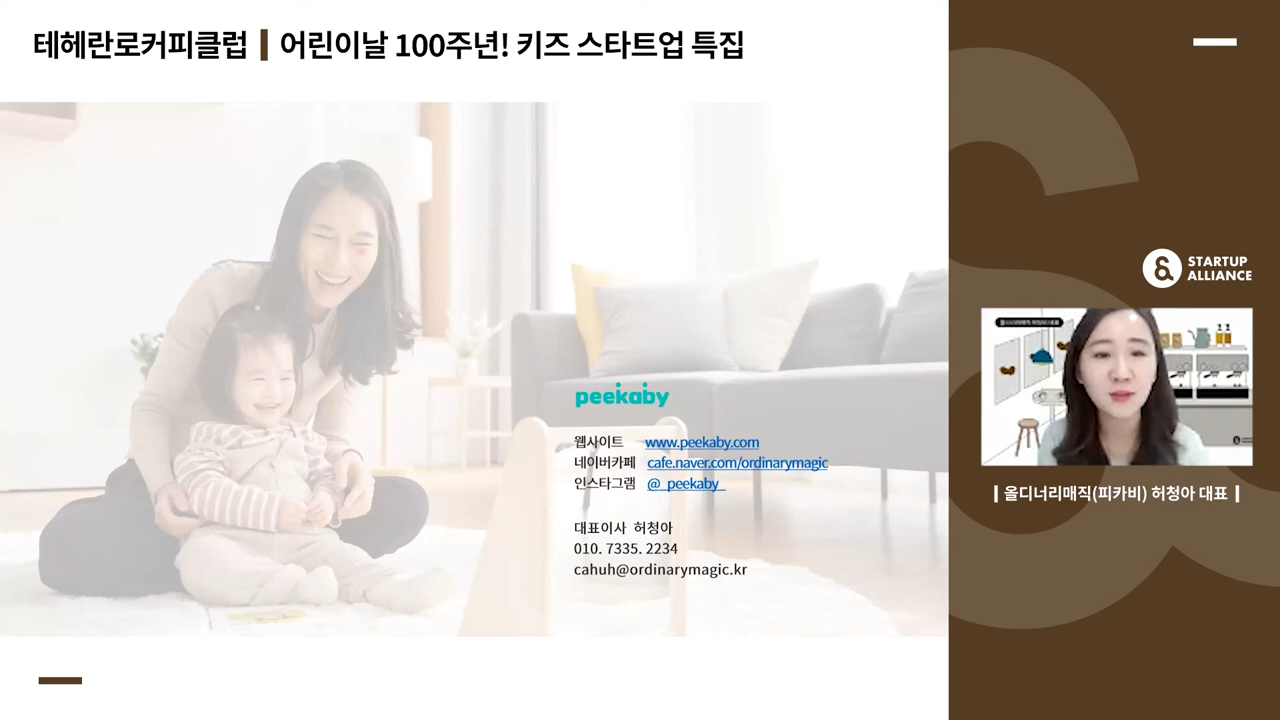 테헤란로커피클럽 | 어린이날 100주년! 키즈 스타트업 특집
STARTUP
ALLIANCE
peekaby
웹사이트 www.peekaby.com
네이버카페 cafe.naver.com/ordinarymagic
인스타그램 @_peekaby_
대표이사 허청아
010. 7335. 2234
cahuh@ordinarymagic.kr
| 올디너리매직(피카비) 허청아 대표 |